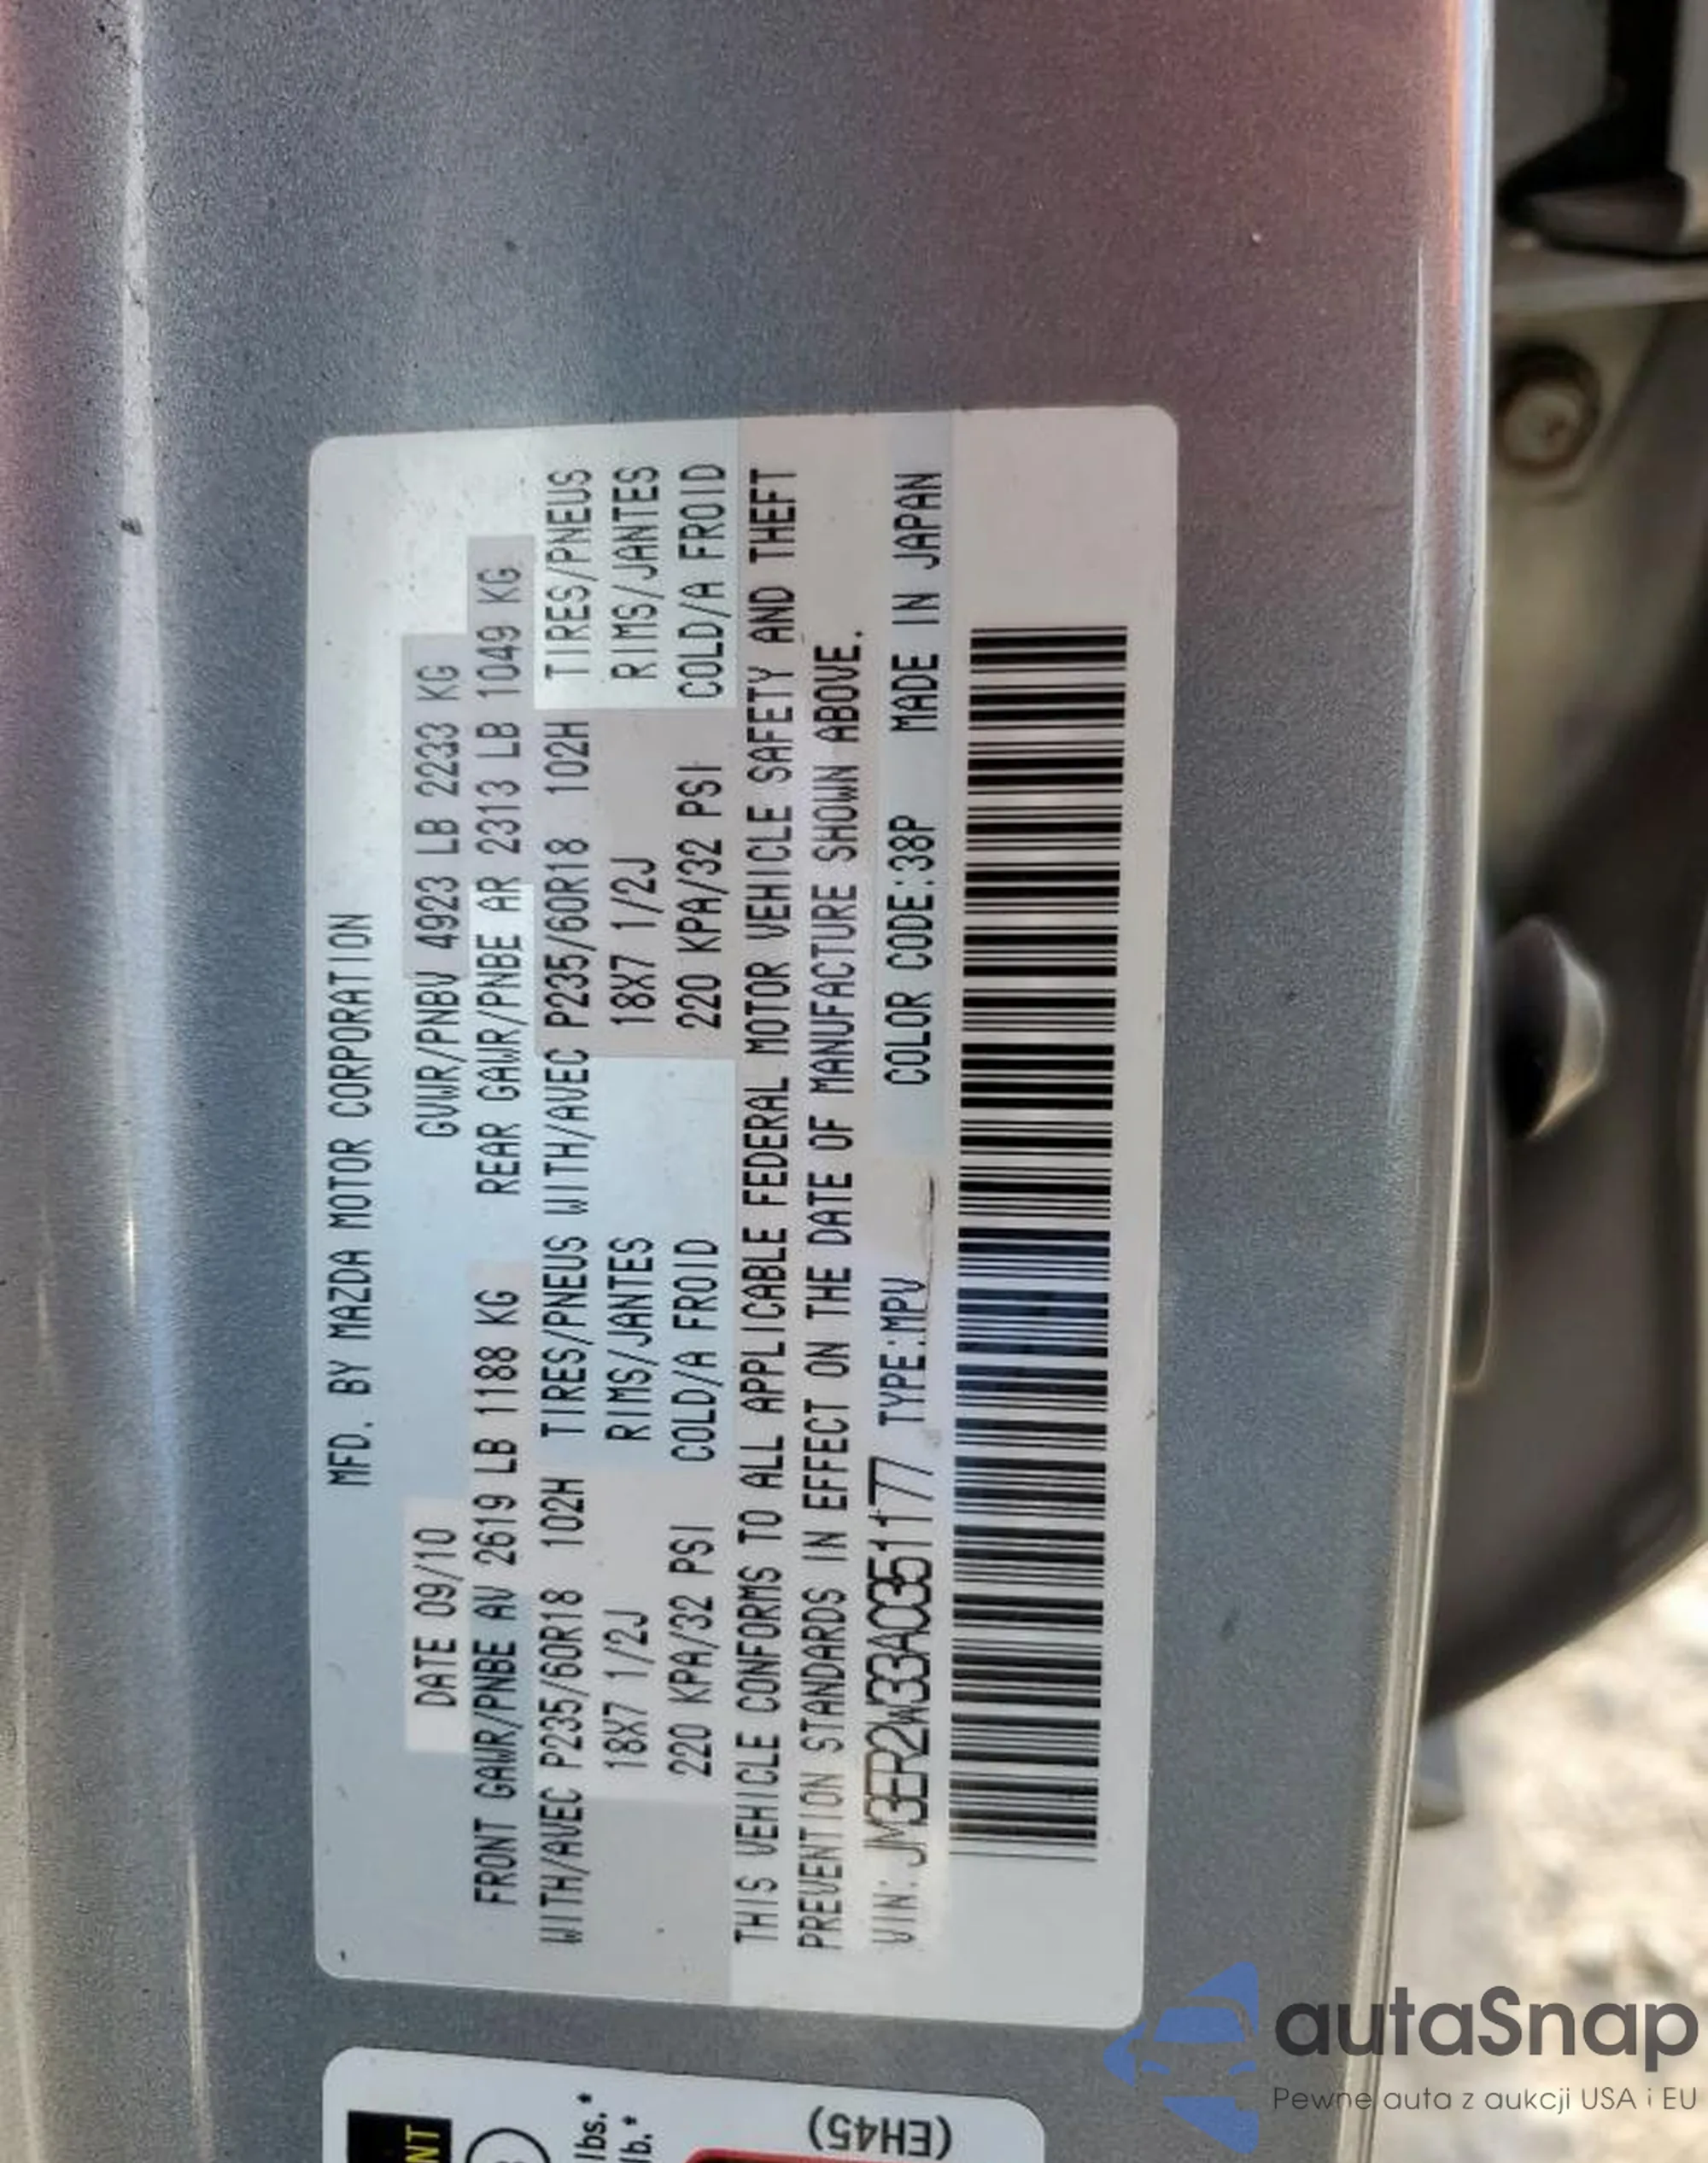 MFD. BY MAZDA MOTOR CORPORATION
DATE 09/10 GVWR/PNBV 4923 LB 2233 KG
FRONT GAWR/PNBE AV 2619 LB 1188 KG REAR GAWR/PNBE AR 2313 LB 1049 KG
WITH/AVEC P235/60R18 102H TIRES/PNEUS WITH/AVEC P235/60R18 102H TIRES/PNEUS
18X7 1/2J RIMS/JANTES 18X7 1/2J RIMS/JANTES
220 KPA/32 PSI COLD/A FROID 220 KPA/32 PSI COLD/A FROID
THIS VEHICLE CONFORMS TO ALL APPLICABLE FEDERAL MOTOR VEHICLE SAFETY AND THEFT
PREVENTION STANDARDS IN EFFECT ON THE DATE OF MANUFACTURE SHOWN ABOVE.
VIN: JM3ER2W33A0351177 TYPE:MPV COLOR CODE:38P MADE IN JAPAN
NT
lbs.*
lb.*
(EH45)
autaSnap
Pewne auta z aukcji USA i EU